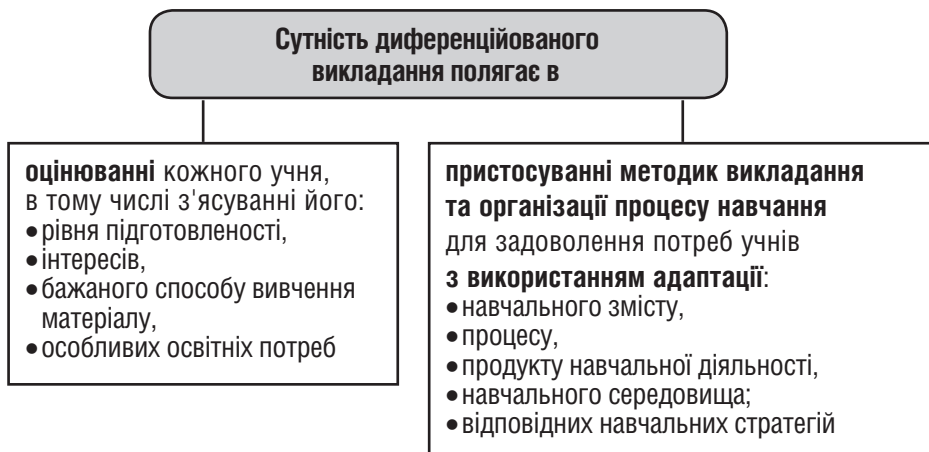 Сутність диференційованого
викладання полягає в
оцінюванні кожного учня,
в тому числі з'ясуванні його:
•рівня підготовленості,
•інтересів,
•бажаного способу вивчення
матеріалу,
•особливих освітніх потреб
пристосуванні методик викладання
та організації процесу навчання
для задоволення потреб учнів
з використанням адаптації:
•навчального змісту,
•процесу,
•продукту навчальної діяльності,
•навчального середовища;
•відповідних навчальних стратегій